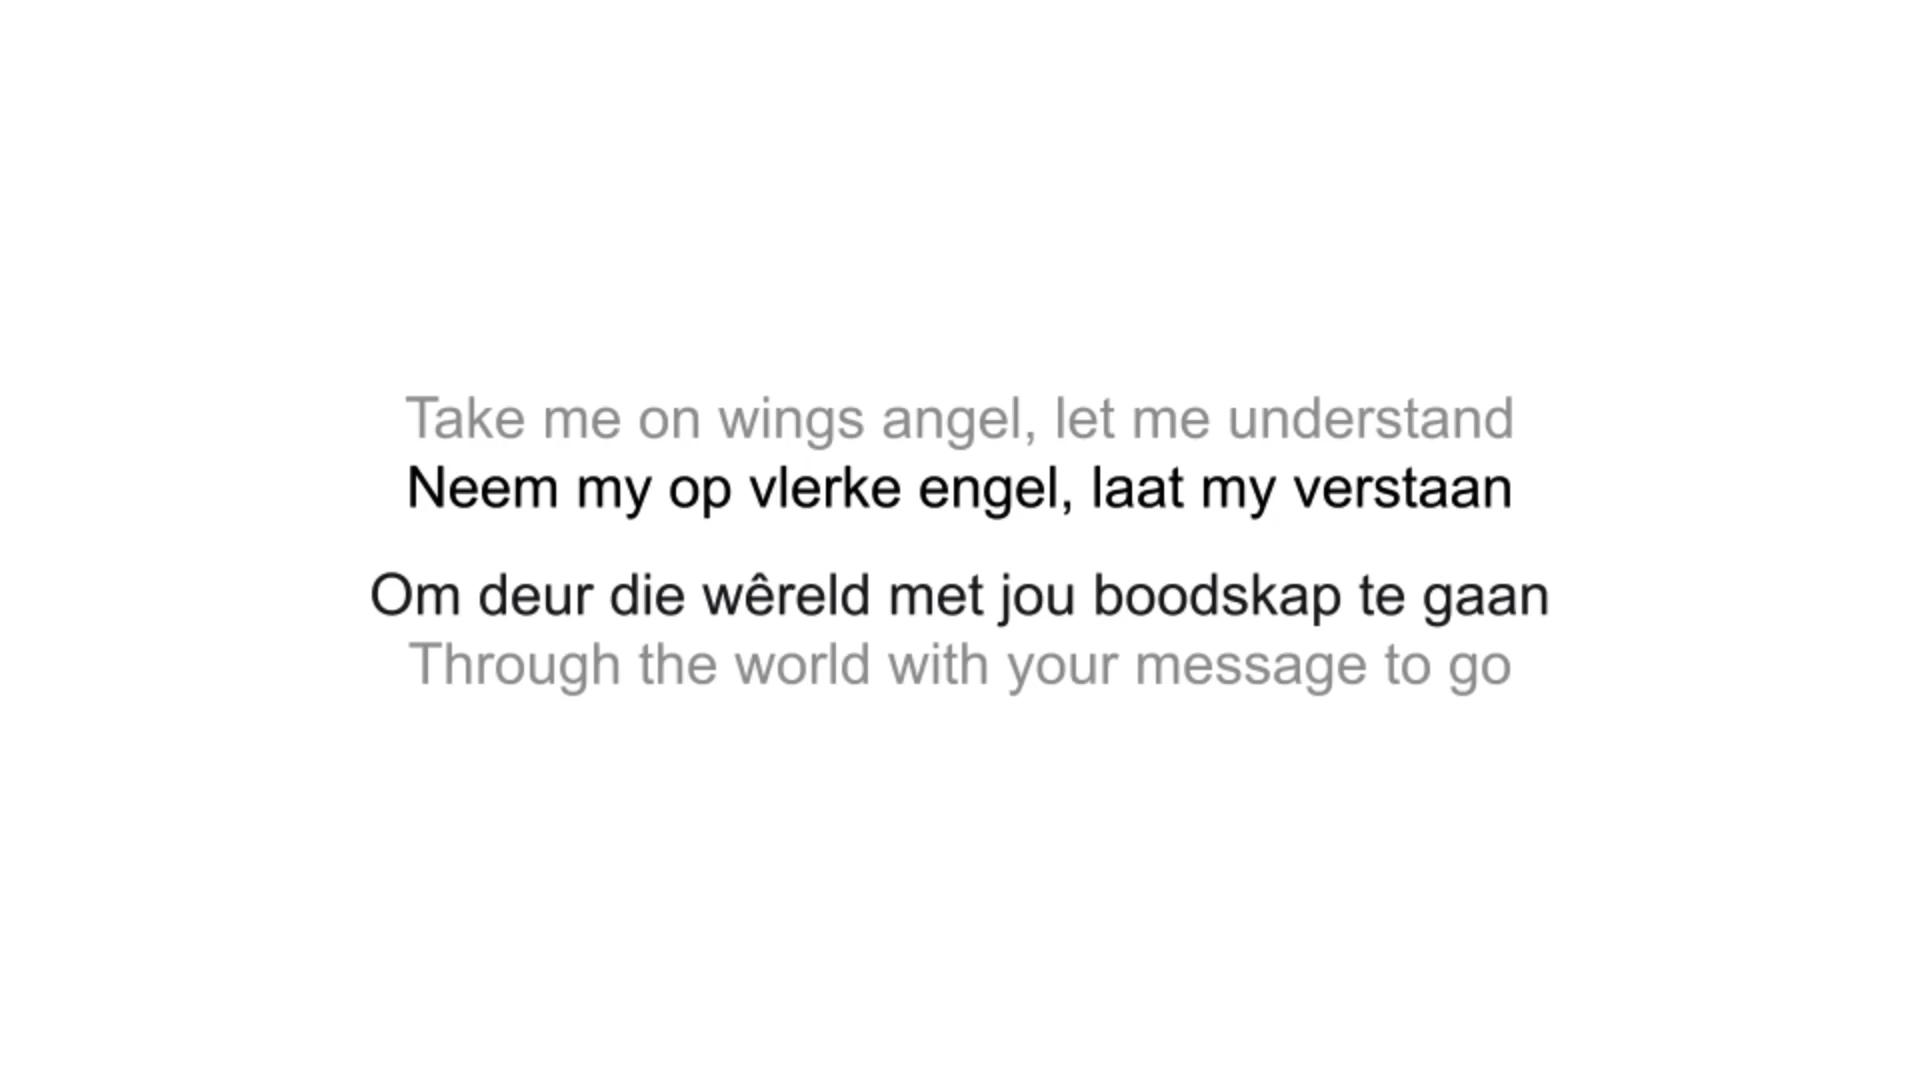 Take me on wings angel, let me understand
Neem my op vlerke engel, laat my verstaan
Om deur die wêreld met jou boodskap te gaan
Through the world with your message to go